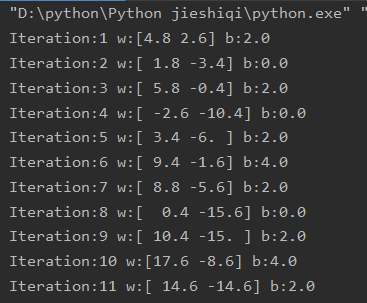 "D:\python\Python jieshiqi\python.exe" "
Iteration:1 w:[4.8 2.6] b:2.0
Iteration:2 w:[ 1.8 -3.4] b:0.0
Iteration:3 w:[ 5.8 -0.4] b:2.0
Iteration:4 w:[ -2.6 -10.4] b:0.0
Iteration:5 w:[ 3.4 -6. ] b:2.0
Iteration:6 w:[ 9.4 -1.6] b:4.0
Iteration:7 w:[ 8.8 -5.6] b:2.0
Iteration:8 w:[  0.4 -15.6] b:0.0
Iteration:9 w:[ 10.4 -15. ] b:2.0
Iteration:10 w:[17.6 -8.6] b:4.0
Iteration:11 w:[ 14.6 -14.6] b:2.0